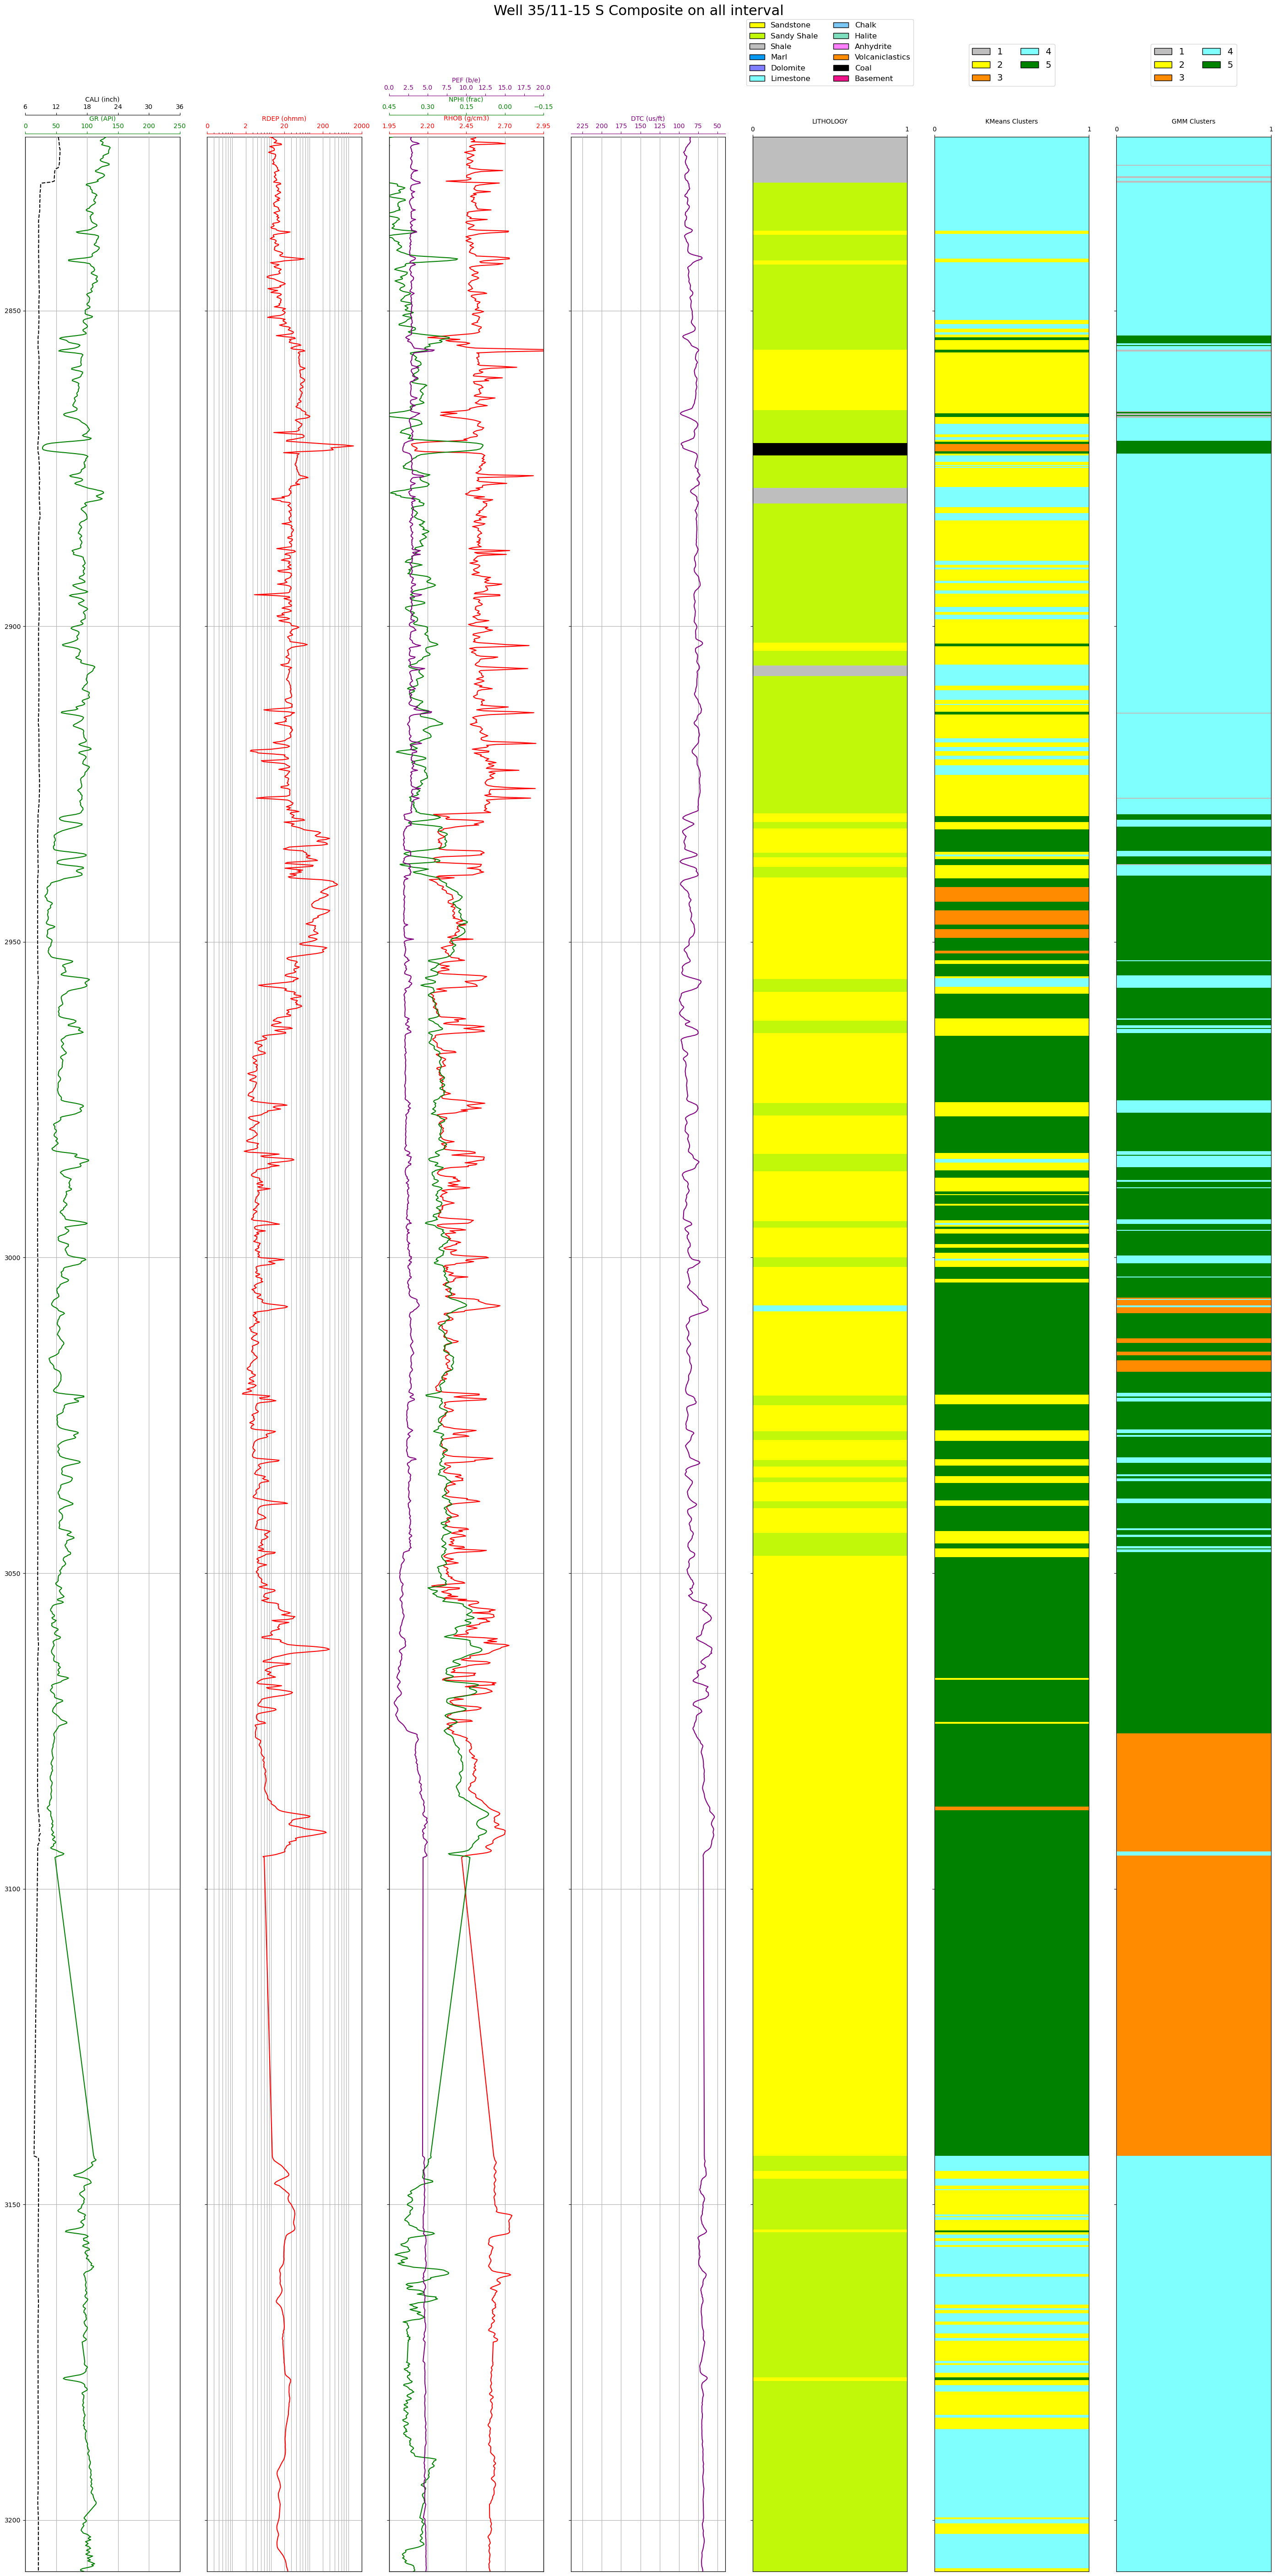 Well 35/11-15 S Composite on all interval
Sandstone Chalk
Sandy Shale Halite
Shale Anhydrite
Marl Volcaniclastics
Dolomite Coal
Limestone Basement
1 4
2 5
3
1 4
2 5
3
PEF (b/e)
0.0 2.5 5.0 7.5 10.0 12.5 15.0 17.5 20.0
CALI (inch)
6 12 18 24 30 36
NPHI (frac)
0.45 0.30 0.15 0.00 −0.15
GR (API)
0 50 100 150 200 250
RDEP (ohmm)
0 2 20 200 2000
RHOB (g/cm3)
1.95 2.20 2.45 2.70 2.95
DTC (us/ft)
225 200 175 150 125 100 75 50
LITHOLOGY
0 1
KMeans Clusters
0 1
GMM Clusters
0 1
2850
2900
2950
3000
3050
3100
3150
3200